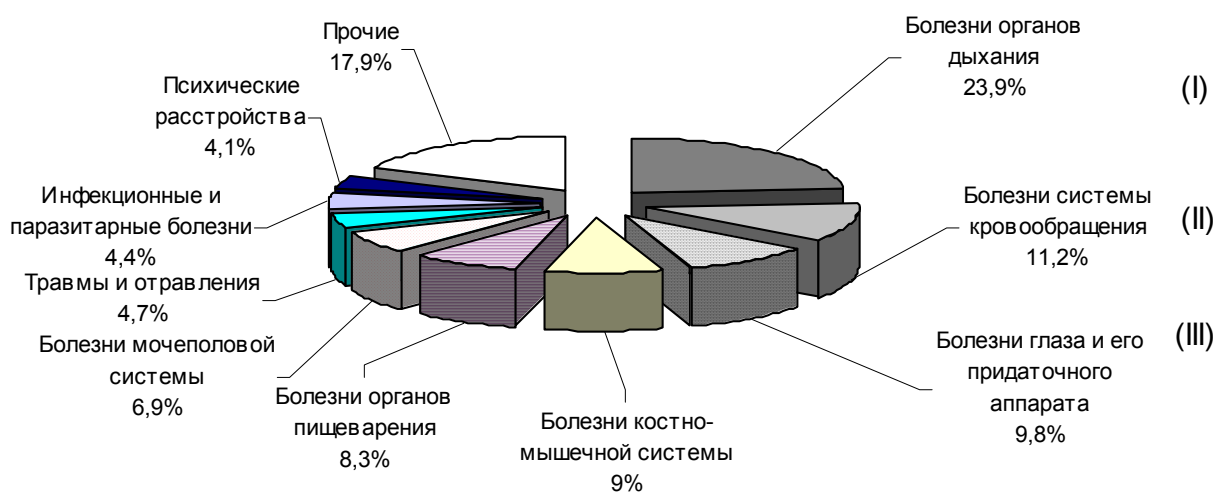 Прочие
17,9%
Болезни органов
дыхания
23,9%
(I)
Психические
расстройства
4,1%
Инфекционные и
паразитарные болезни
4,4%
Болезни системы
кровообращения
11,2%
(II)
Травмы и отравления
4,7%
Болезни мочеполовой
системы
6,9%
Болезни органов
пищеварения
8,3%
Болезни костно-
мышечной системы
9%
Болезни глаза и его
придаточного
аппарата
9,8%
(III)